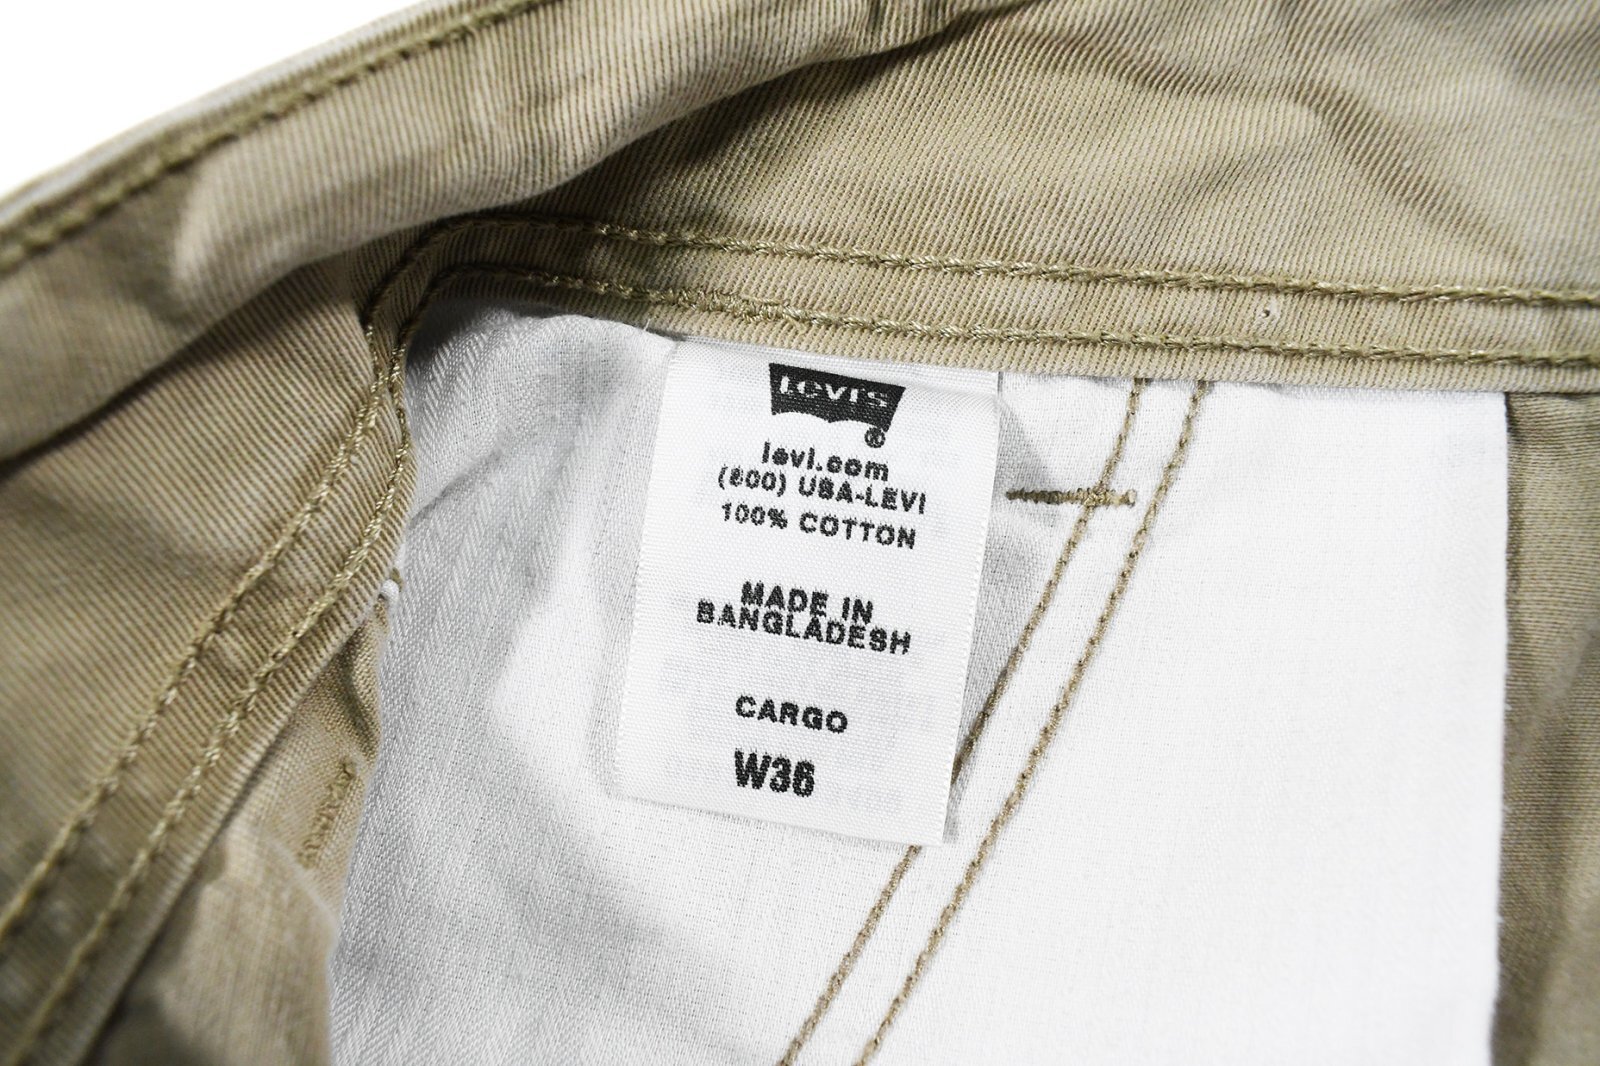 Levi's
®
levi.com
(800) USA-LEVI
100% COTTON
MADE IN
BANGLADESH
CARGO
W36